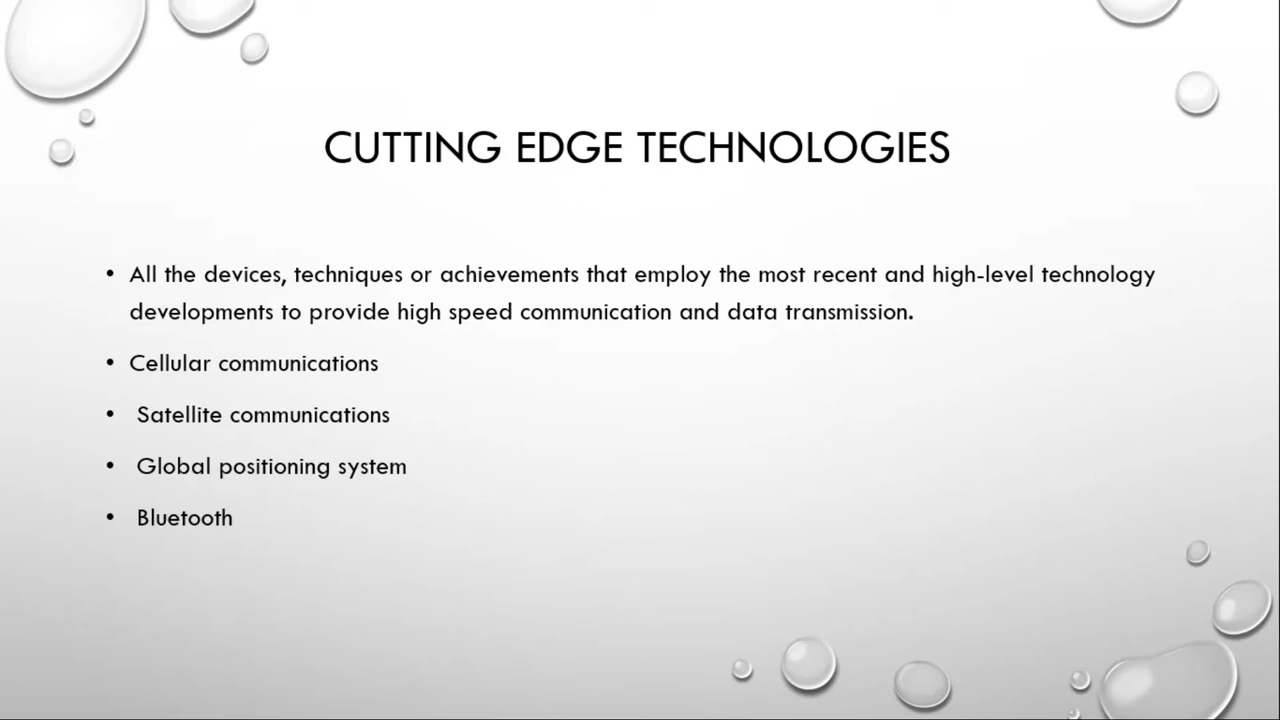 CUTTING EDGE TECHNOLOGIES
• All the devices, techniques or achievements that employ the most recent and high-level technology
developments to provide high speed communication and data transmission.
• Cellular communications
• Satellite communications
• Global positioning system
• Bluetooth